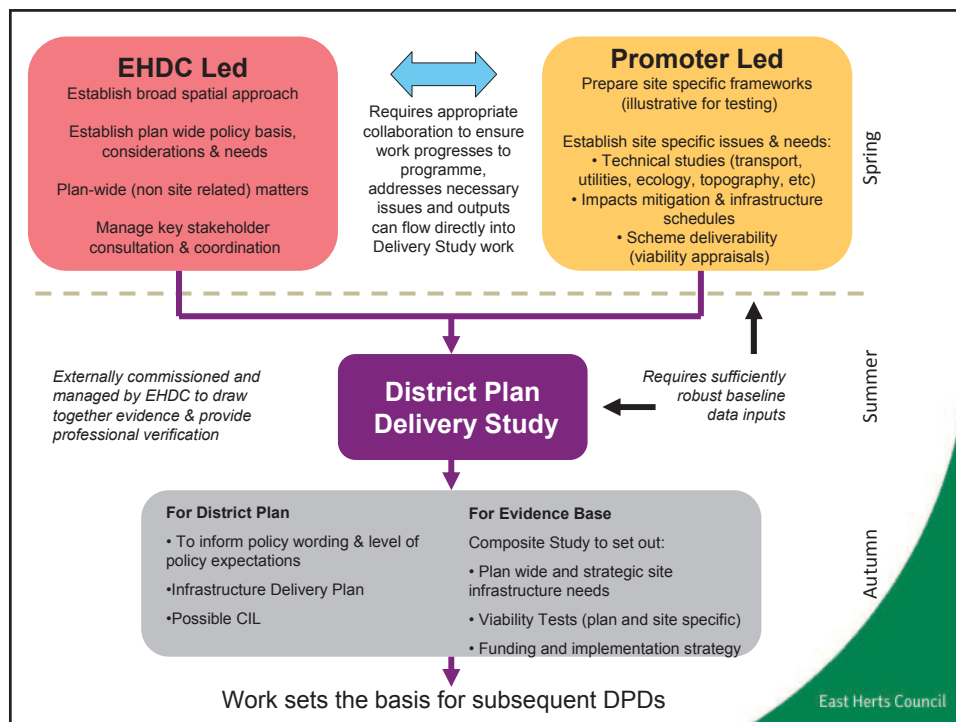 EHDC Led
Establish broad spatial approach
Establish plan wide policy basis,
considerations & needs
Plan-wide (non site related) matters
Manage key stakeholder
consultation & coordination
Requires appropriate
collaboration to ensure
work progresses to
programme,
addresses necessary
issues and outputs
can flow directly into
Delivery Study work
Promoter Led
Prepare site specific frameworks
(illustrative for testing)
Establish site specific issues & needs:
• Technical studies (transport,
utilities, ecology, topography, etc)
• Impacts mitigation & infrastructure
schedules
• Scheme deliverability
(viability appraisals)
Spring
Externally commissioned and
managed by EHDC to draw
together evidence & provide
professional verification
District Plan
Delivery Study
Requires sufficiently
robust baseline
data inputs
Summer
For District Plan
• To inform policy wording & level of
policy expectations
•Infrastructure Delivery Plan
•Possible CIL
For Evidence Base
Composite Study to set out:
• Plan wide and strategic site
infrastructure needs
• Viability Tests (plan and site specific)
• Funding and implementation strategy
Autumn
Work sets the basis for subsequent DPDs
East Herts Council